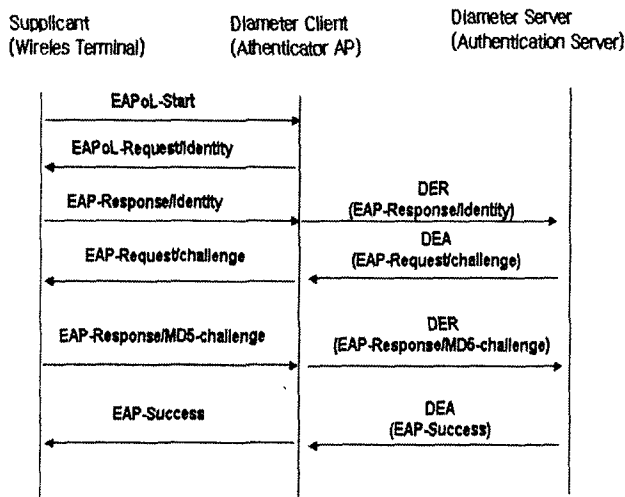 Supplicant
(Wireles Terminal)
Diameter Client
(Athenticator AP)
Diameter Server
(Authentication Server)
EAPoL-Start
EAPoL-Request/Identity
EAP-Response/Identity
DER
(EAP-Response/Identity)
EAP-Request/challenge
DEA
(EAP-Request/challenge)
EAP-Response/MD5-challenge
DER
(EAP-Response/MD5-challenge)
EAP-Success
DEA
(EAP-Success)